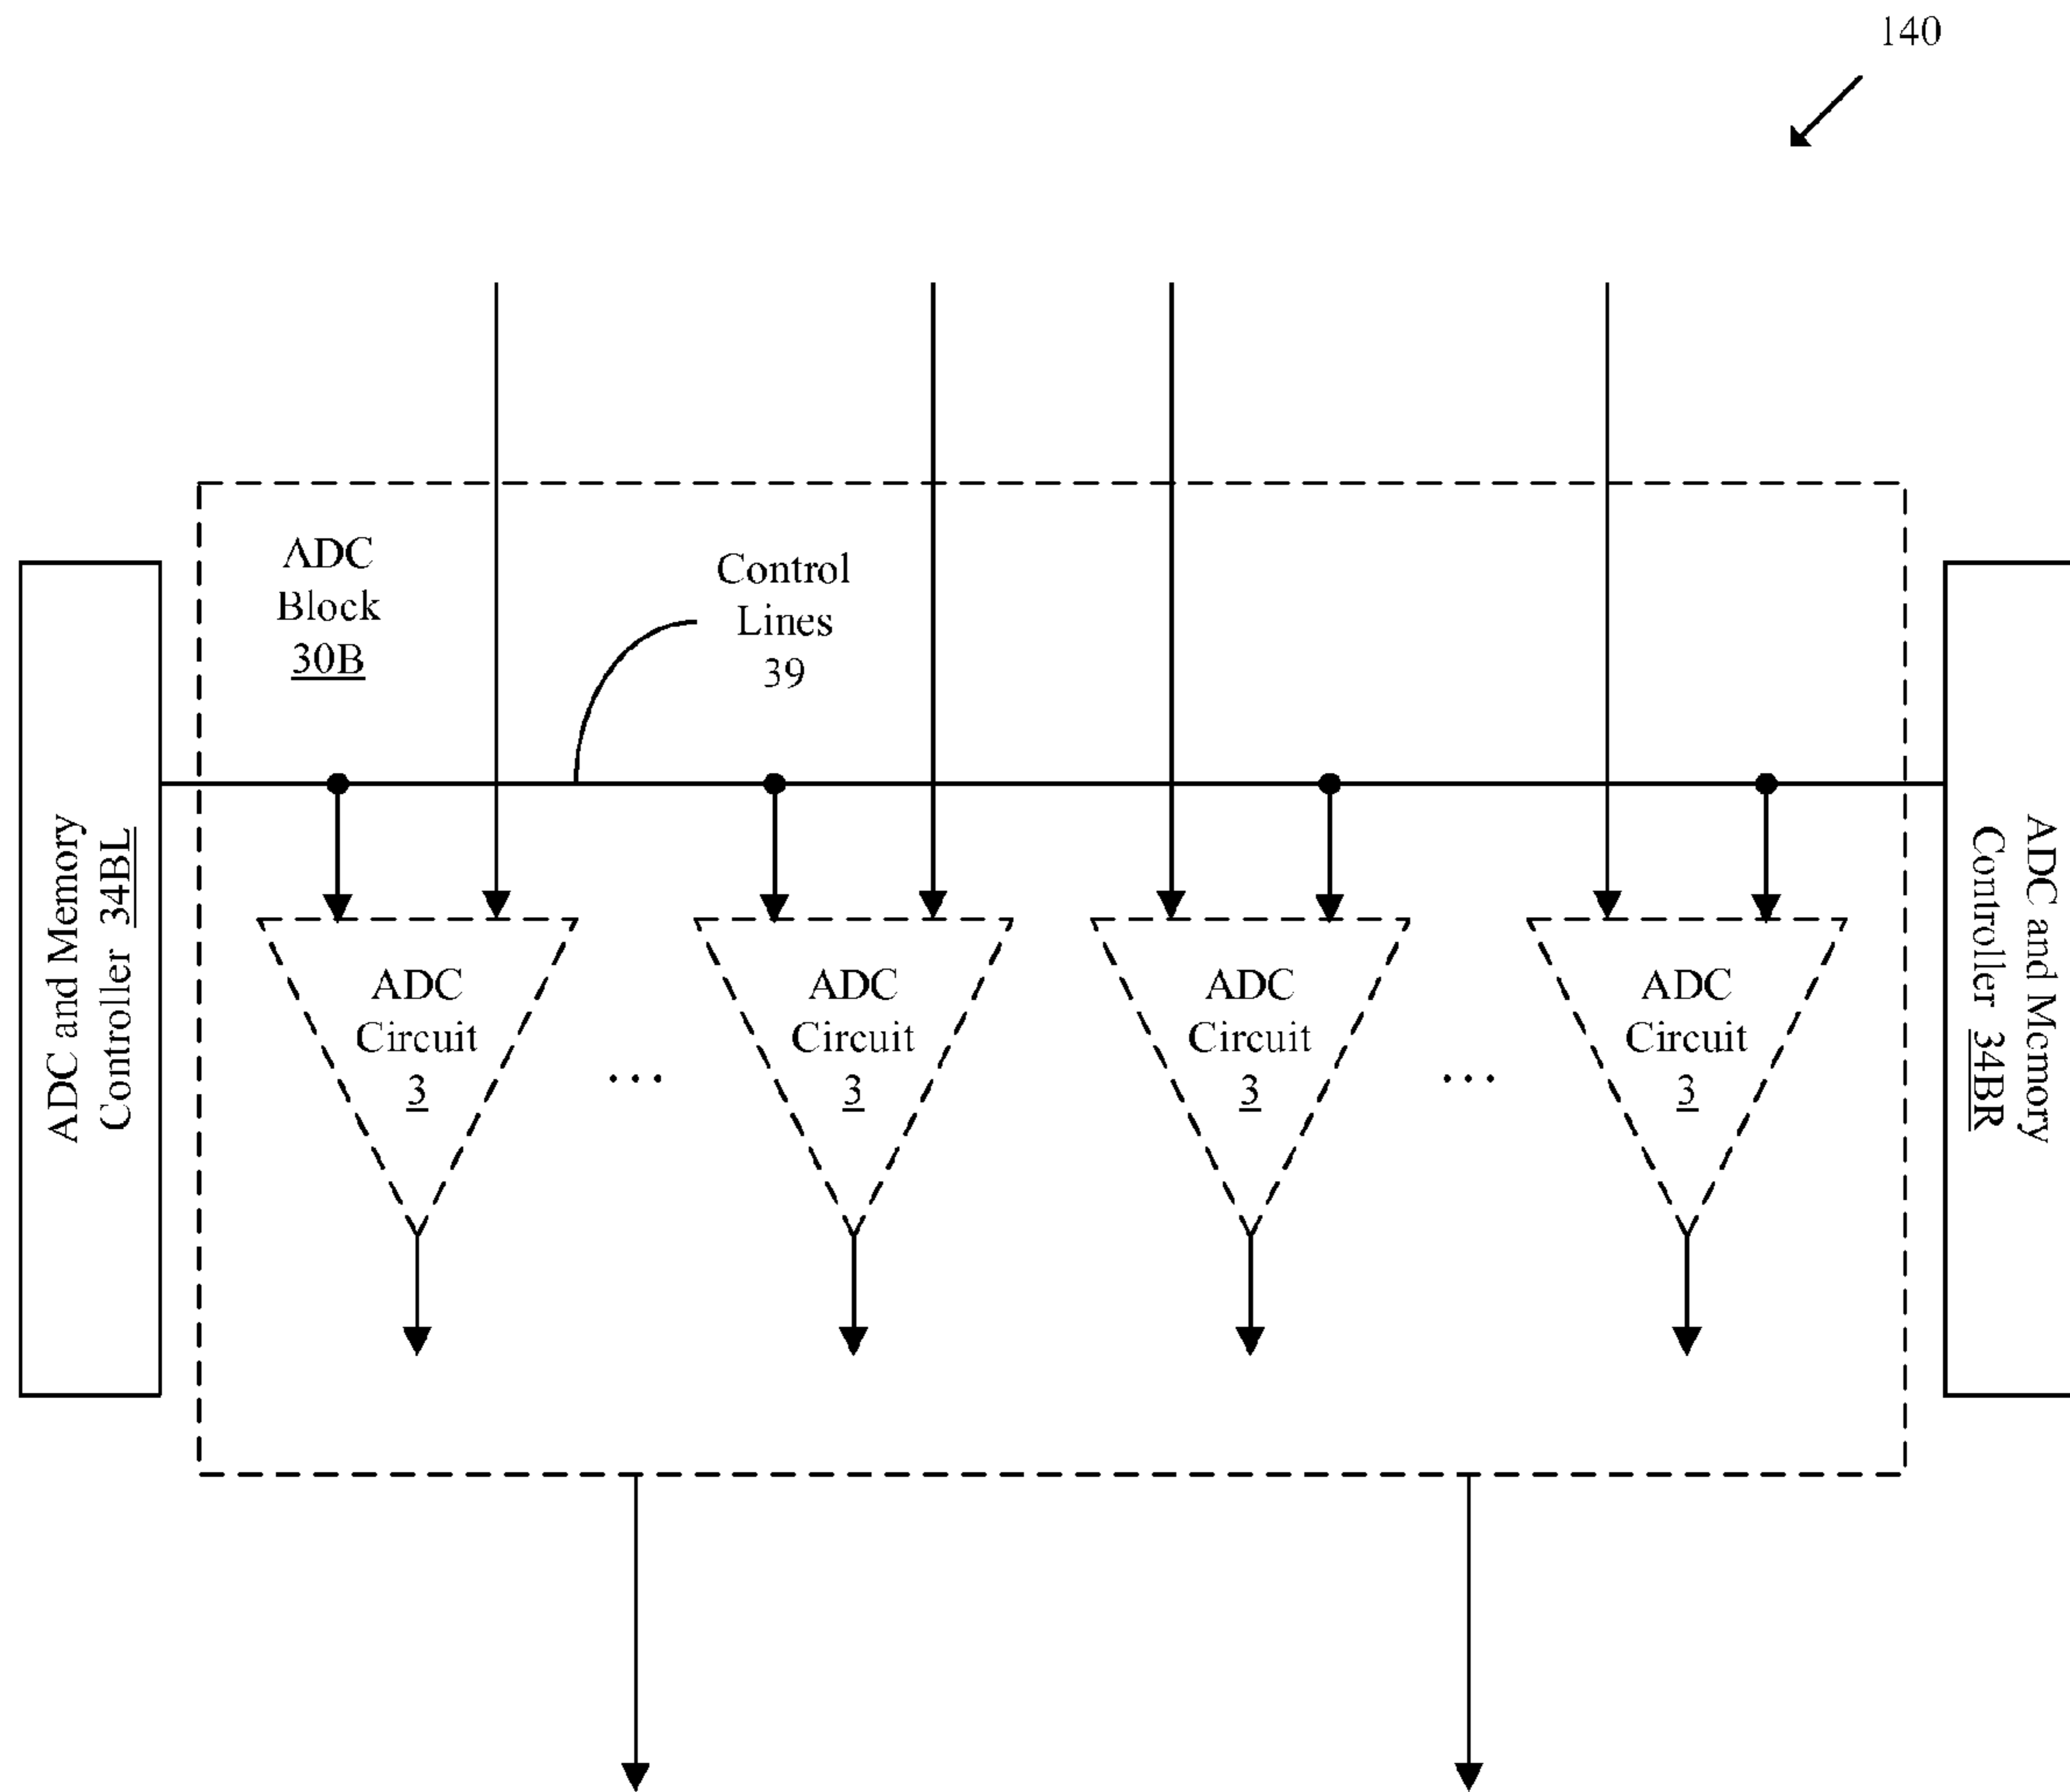 140
ADC
Block
30B
Control
Lines
39
ADC and Memory
Controller 34BL
ADC and Memory
Controller 34BR
ADC
Circuit
3
...
ADC
Circuit
3
ADC
Circuit
3
...
ADC
Circuit
3